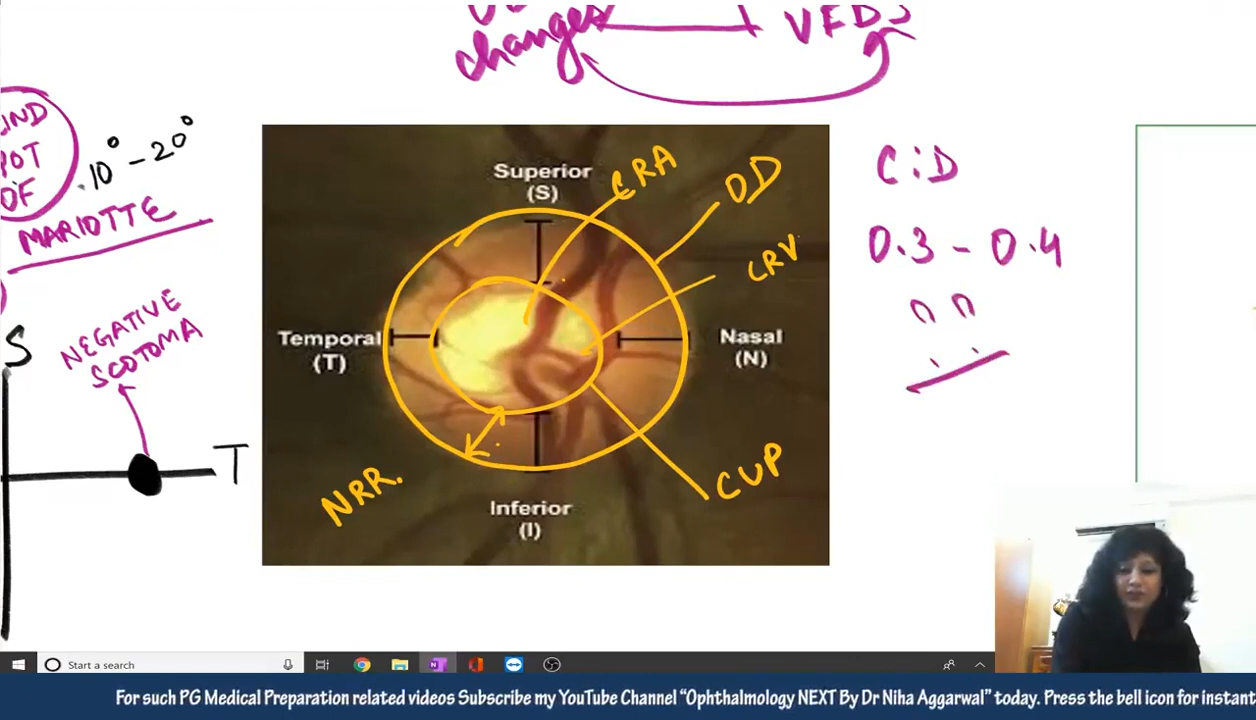 changes
VFDs
LIND
POT
OF
MARIOTTE
10° - 20°
NEGATIVE
SCOTOMA
S
T
Superior
(S)
CRA
OD
CRV
Temporal
(T)
Nasal
(N)
NRR.
CUP
Inferior
(I)
C:D
0.3 - 0.4
Start a search
For such PG Medical Preparation related videos Subscribe my YouTube Channel “Ophthalmology NEXT By Dr Niha Aggarwal” today. Press the bell icon for instant